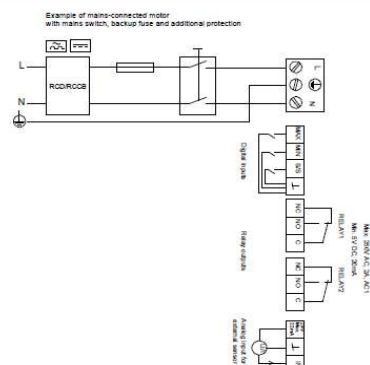 Example of mains-connected motor
with mains switch, backup fuse and additional protection
L
N
RCD/RCCB
L
N
Digital inputs
MAX
MIN
S/S
Relay outputs
NC
NO
C
RELAY1
Max. 250V AC, 2A, AC1
Min. 5V DC, 20mA
NC
NO
C
RELAY2
Analog input for
external sensor